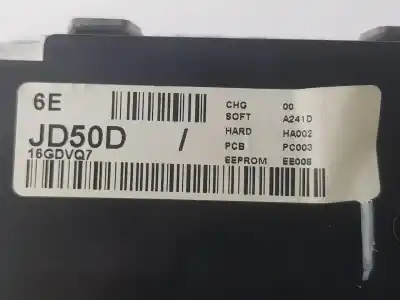 6E
JD50D /
16GDVQ7
CHG 00
SOFT A241D
HARD HA002
PCB PC003
EEPROM EE008